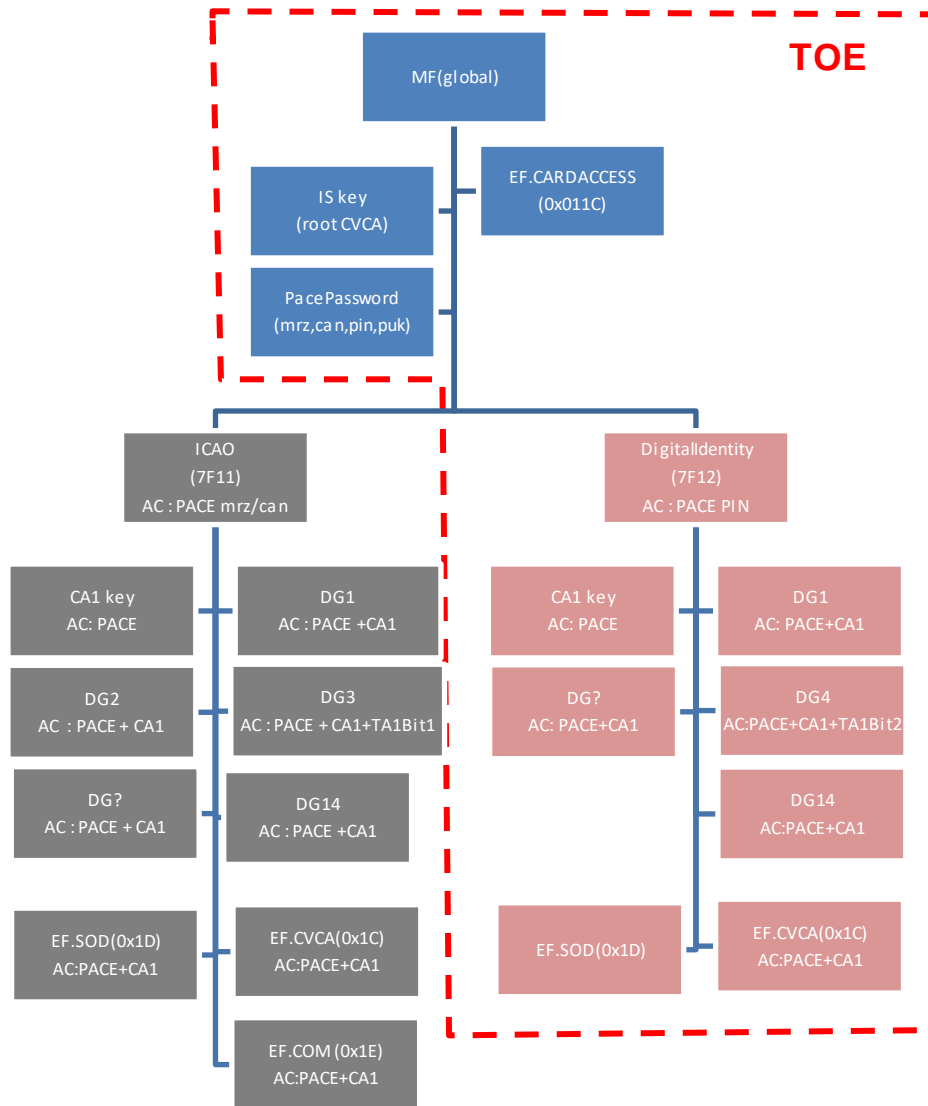 TOE
MF(global)
EF.CARDACCESS
(0x011C)
IS key
(root CVCA)
PacePassword
(mrz,can,pin,puk)
ICAO
(7F11)
AC : PACE mrz/can
DigitalIdentity
(7F12)
AC : PACE PIN
CA1 key
AC: PACE
DG1
AC : PACE +CA1
DG2
AC : PACE + CA1
DG3
AC : PACE + CA1+TA1Bit1
DG?
AC : PACE + CA1
DG14
AC : PACE +CA1
EF.SOD(0x1D)
AC:PACE+CA1
EF.CVCA(0x1C)
AC:PACE+CA1
EF.COM (0x1E)
AC:PACE+CA1
CA1 key
AC: PACE
DG1
AC: PACE+CA1
DG?
AC: PACE+CA1
DG4
AC:PACE+CA1+TA1Bit2
DG14
AC:PACE+CA1
EF.SOD(0x1D)
EF.CVCA(0x1C)
AC:PACE+CA1